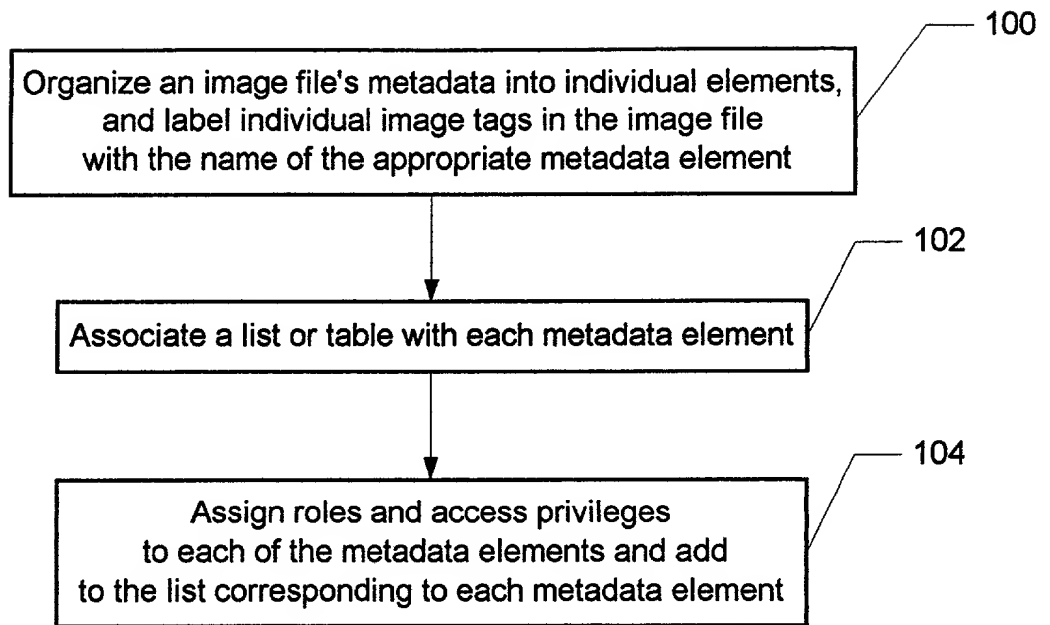 100
Organize an image file's metadata into individual elements,
and label individual image tags in the image file
with the name of the appropriate metadata element
102
Associate a list or table with each metadata element
104
Assign roles and access privileges
to each of the metadata elements and add
to the list corresponding to each metadata element